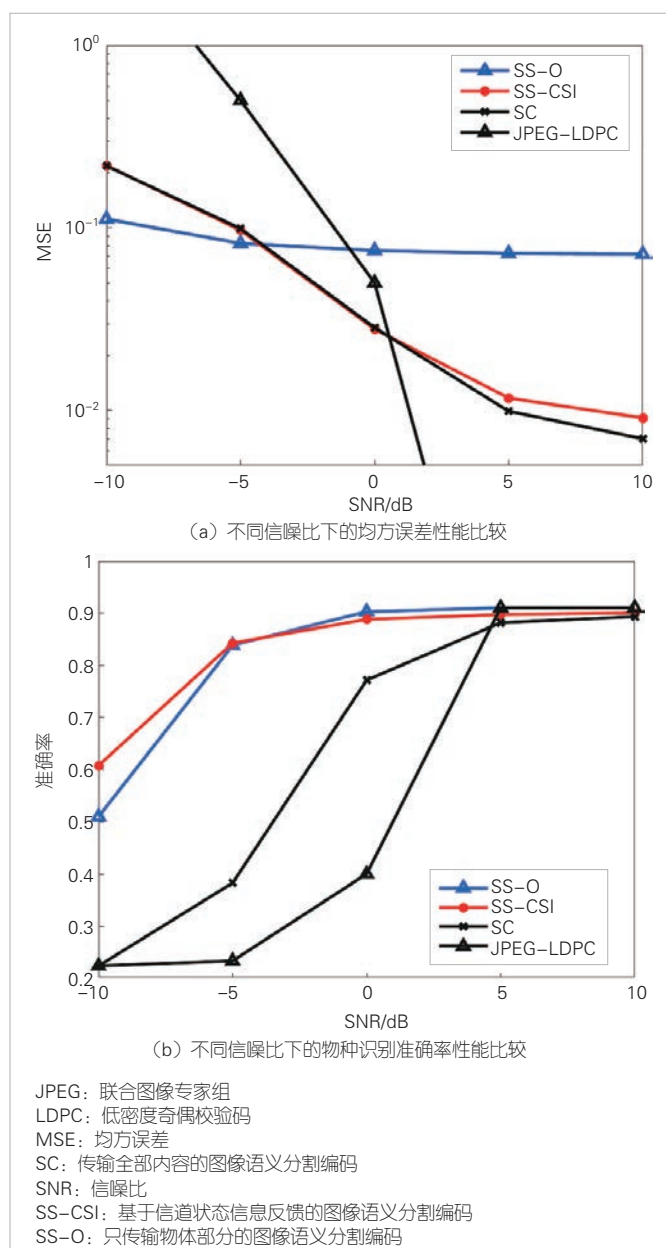 10⁰
10⁻¹
10⁻²
MSE
SS-O
SS-CSI
SC
JPEG-LDPC
-10
-5
0
5
10
SNR/dB
（a）不同信噪比下的均方误差性能比较
1
0.9
0.8
0.7
0.6
0.5
0.4
0.3
0.2
准确率
SS-O
SS-CSI
SC
JPEG-LDPC
-10
-5
0
5
10
SNR/dB
（b）不同信噪比下的物种识别准确率性能比较
JPEG：联合图像专家组
LDPC：低密度奇偶校验码
MSE：均方误差
SC：传输全部内容的图像语义分割编码
SNR：信噪比
SS-CSI：基于信道状态信息反馈的图像语义分割编码
SS-O：只传输物体部分的图像语义分割编码